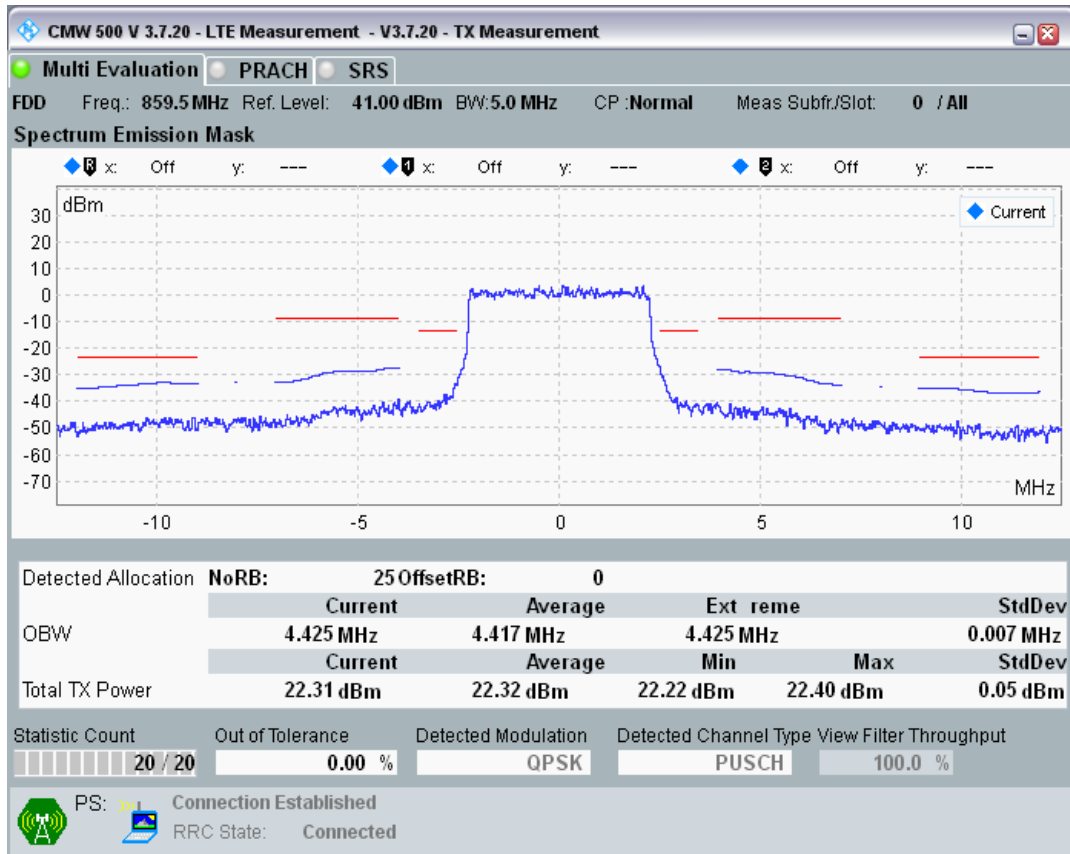 CMW 500 V 3.7.20 - LTE Measurement - V3.7.20 - TX Measurement
Multi Evaluation PRACH SRS
FDD Freq.: 859.5 MHz Ref. Level: 41.00 dBm BW:5.0 MHz CP :Normal Meas Subfr./Slot: 0 / All
Spectrum Emission Mask
R x: Off y: --- 1 x: Off y: --- 2 x: Off y: ---
dBm
Current
30
20
10
0
-10
-20
-30
-40
-50
-60
-70
MHz
-10 -5 0 5 10
Detected Allocation NoRB: 25 OffsetRB: 0
Current Average Ext reme StdDev
OBW 4.425 MHz 4.417 MHz 4.425 MHz 0.007 MHz
Current Average Min Max StdDev
Total TX Power 22.31 dBm 22.32 dBm 22.22 dBm 22.40 dBm 0.05 dBm
Statistic Count Out of Tolerance Detected Modulation Detected Channel Type View Filter Throughput
20 / 20 0.00 % QPSK PUSCH 100.0 %
PS: Connection Established
RRC State: Connected